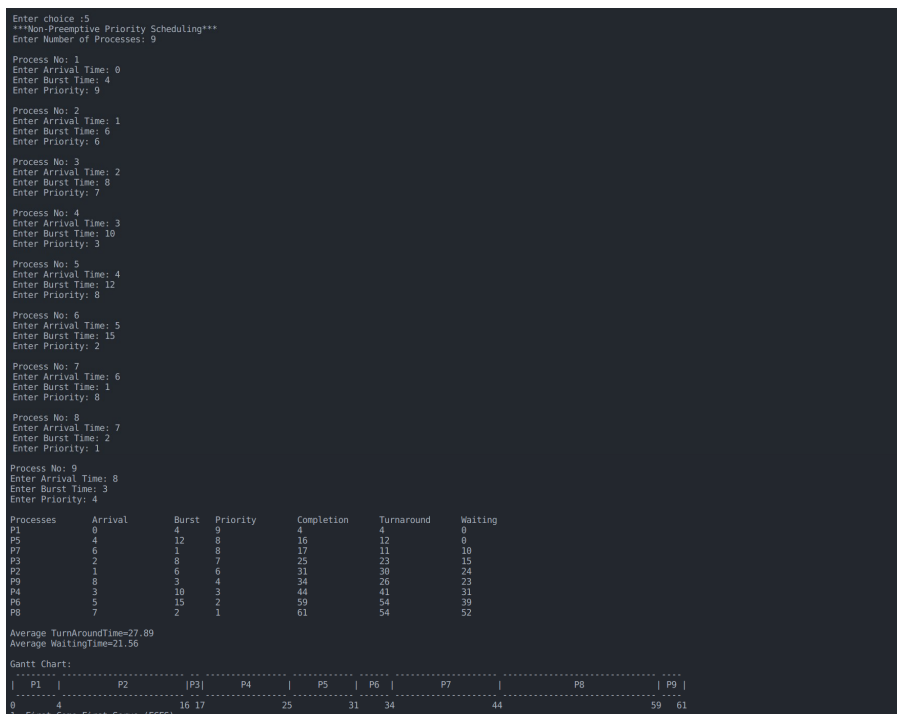 Enter choice :5
***Non-Preemptive Priority Scheduling***
Enter Number of Processes: 9
Process No: 1
Enter Arrival Time: 0
Enter Burst Time: 4
Enter Priority: 9
Process No: 2
Enter Arrival Time: 1
Enter Burst Time: 6
Enter Priority: 6
Process No: 3
Enter Arrival Time: 2
Enter Burst Time: 8
Enter Priority: 7
Process No: 4
Enter Arrival Time: 3
Enter Burst Time: 10
Enter Priority: 3
Process No: 5
Enter Arrival Time: 4
Enter Burst Time: 12
Enter Priority: 8
Process No: 6
Enter Arrival Time: 5
Enter Burst Time: 15
Enter Priority: 2
Process No: 7
Enter Arrival Time: 6
Enter Burst Time: 1
Enter Priority: 8
Process No: 8
Enter Arrival Time: 7
Enter Burst Time: 2
Enter Priority: 1
Process No: 9
Enter Arrival Time: 8
Enter Burst Time: 3
Enter Priority: 4
Processes Arrival Burst Priority Completion Turnaround Waiting
P1 0 4 9 4 4 0
P5 4 12 8 16 12 0
P7 6 1 8 17 11 10
P3 2 8 7 25 23 15
P2 1 6 6 31 30 24
P9 8 3 4 34 26 23
P4 3 10 3 44 41 31
P6 5 15 2 59 54 39
P8 7 2 1 61 54 52
Average TurnAroundTime=27.89
Average WaitingTime=21.56
Gantt Chart:
| P1 | P2 |P3| P4 | P5 | P6 | P7 | P8 | P9 |
0 4 16 17 25 31 34 44 59 61
1. First Come First Serve (FCFS)